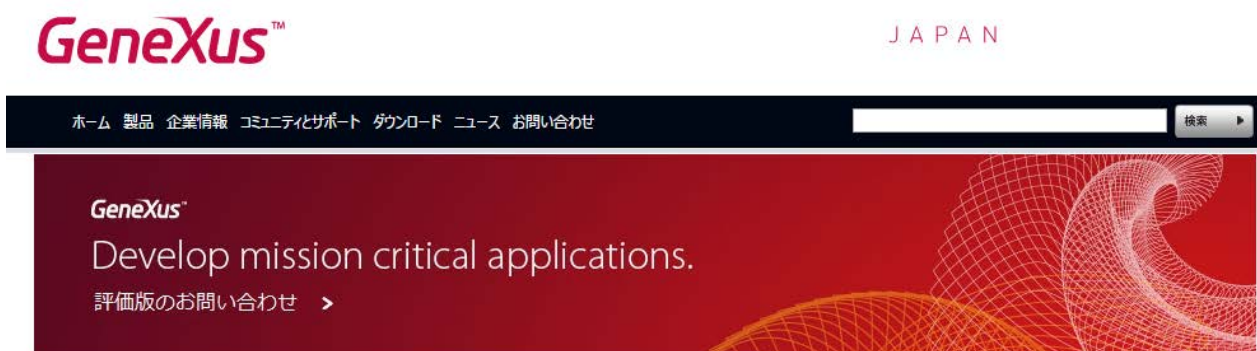 GeneXus™
JAPAN
ホーム 製品 企業情報 コミュニティとサポート ダウンロード ニュース お問い合わせ
検索
GeneXus™
Develop mission critical applications.
評価版のお問い合わせ >